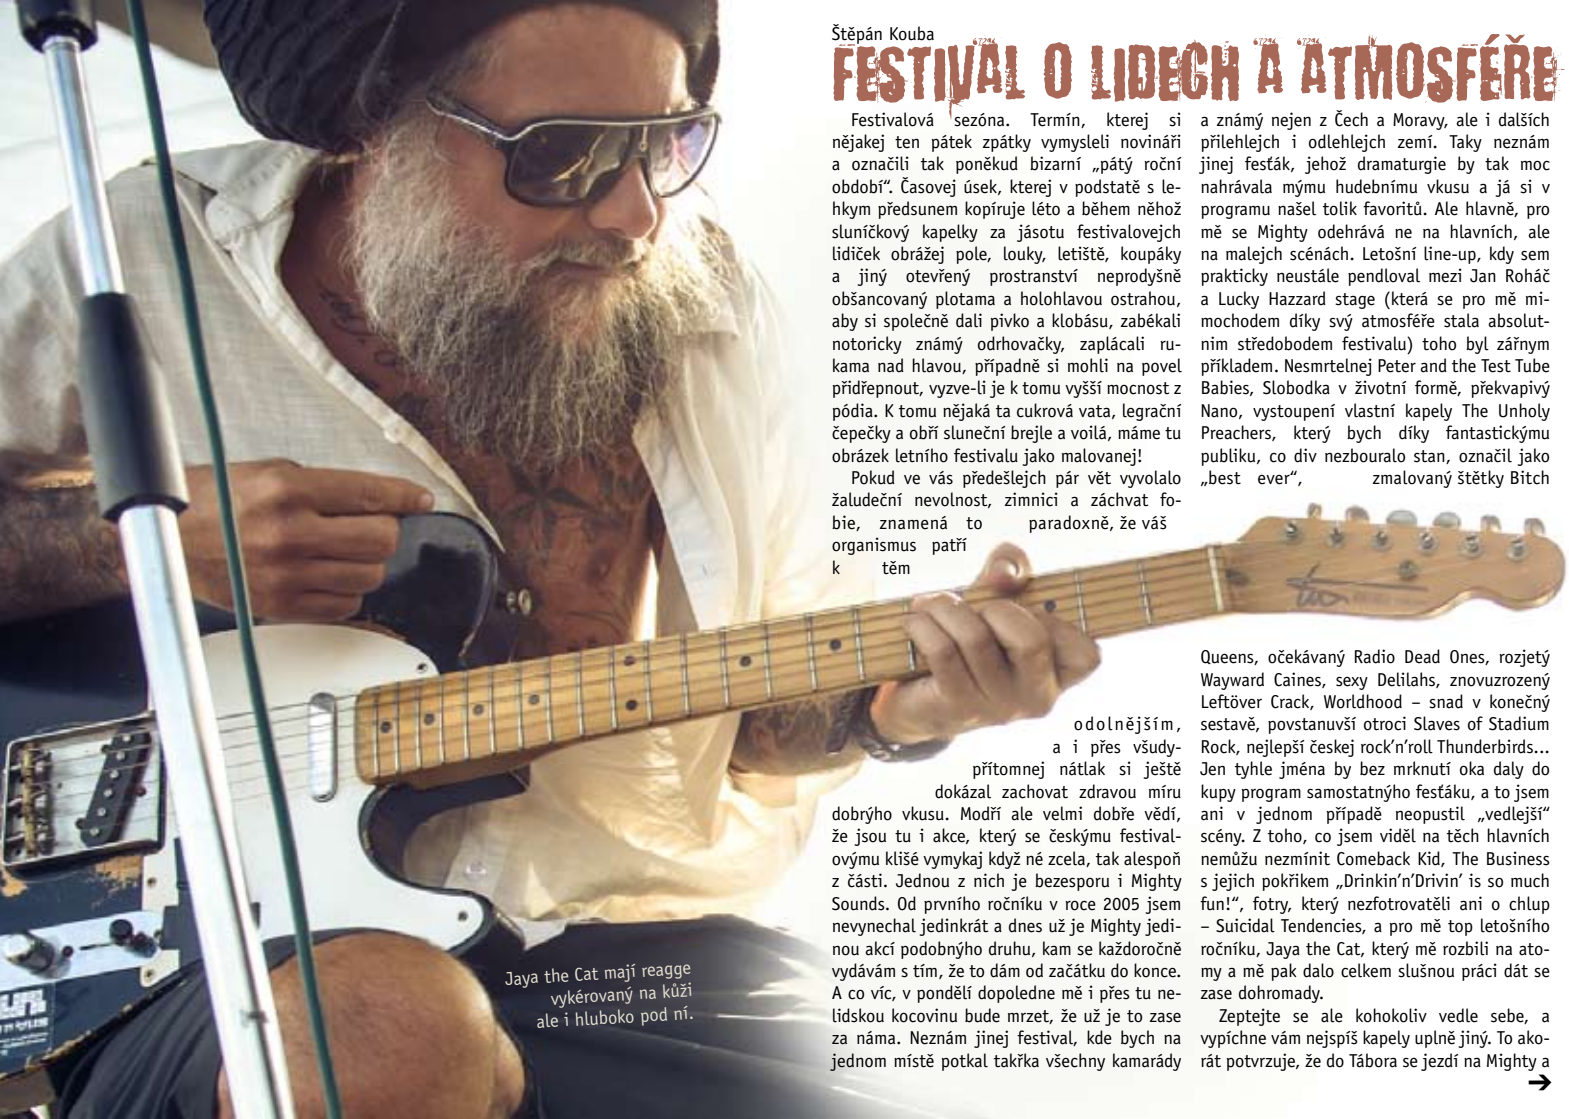 Štěpán Kouba
FESTIVAL O LIDECH A ATMOSFÉŘE
Festivalová sezóna. Termín, kterej si
nějakej ten pátek zpátky vymysleli novináři
a označili tak poněkud bizarní „pátý roční
období“. Časovej úsek, kterej v podstatě s le-
hkym předsunem kopíruje léto a během něhož
sluníčkový kapelky za jásotu festivalovejch
lidiček obrážej pole, louky, letiště, koupáky
a jiný otevřený prostranství neprodyšně
obšancovaný plotama a holohlavou ostrahou,
aby si společně dali pivko a klobásu, zabékali
notoricky známý odrhovačky, zaplácali ru-
kama nad hlavou, případně si mohli na povel
přidřepnout, vyzve-li je k tomu vyšší mocnost z
pódia. K tomu nějaká ta cukrová vata, legrační
čepečky a obří sluneční brejle a voilá, máme tu
obrázek letního festivalu jako malovanej!
Pokud ve vás předešlejch pár vět vyvolalo
žaludeční nevolnost, zimnici a záchvat fo-
bie, znamená to paradoxně, že váš
organismus patří
k těm
odolnějším,
a i přes všudy-
přítomnej nátlak si ještě
dokázal zachovat zdravou míru
dobrýho vkusu. Modří ale velmi dobře vědí,
že jsou tu i akce, který se českýmu festival-
ovýmu klišé vymykaj když né zcela, tak alespoň
z části. Jednou z nich je bezesporu i Mighty
Sounds. Od prvního ročníku v roce 2005 jsem
nevynechal jedinkrát a dnes už je Mighty jedi-
nou akcí podobnýho druhu, kam se každoročně
vydávám s tím, že to dám od začátku do konce.
A co víc, v pondělí dopoledne mě i přes tu ne-
lidskou kocovinu bude mrzet, že už je to zase
za náma. Neznám jinej festival, kde bych na
jednom místě potkal takřka všechny kamarády
a známý nejen z Čech a Moravy, ale i dalších
přilehlejch i odlehlejch zemí. Taky neznám
jinej fesťák, jehož dramaturgie by tak moc
nahrávala mýmu hudebnímu vkusu a já si v
programu našel tolik favoritů. Ale hlavně, pro
mě se Mighty odehrává ne na hlavních, ale
na malejch scénách. Letošní line-up, kdy sem
prakticky neustále pendloval mezi Jan Roháč
a Lucky Hazzard stage (která se pro mě mi-
mochodem díky svý atmosféře stala absolut-
nim středobodem festivalu) toho byl zářnym
příkladem. Nesmrtelnej Peter and the Test Tube
Babies, Slobodka v životní formě, překvapivý
Nano, vystoupení vlastní kapely The Unholy
Preachers, který bych díky fantastickýmu
publiku, co div nezbouralo stan, označil jako
„best ever“, zmalovaný štětky Bitch
Queens, očekávaný Radio Dead Ones, rozjetý
Wayward Caines, sexy Delilahs, znovuzrozený
Leftöver Crack, Worldhood – snad v konečný
sestavě, povstanuvší otroci Slaves of Stadium
Rock, nejlepší českej rock’n’roll Thunderbirds...
Jen tyhle jména by bez mrknutí oka daly do
kupy program samostatnýho fesťáku, a to jsem
ani v jednom případě neopustil „vedlejší“
scény. Z toho, co jsem viděl na těch hlavních
nemůžu nezmínit Comeback Kid, The Business
s jejich pokřikem „Drinkin’n’Drivin’ is so much
fun!“, fotry, který nezfotrovatěli ani o chlup
– Suicidal Tendencies, a pro mě top letošního
ročníku, Jaya the Cat, který mě rozbili na ato-
my a mě pak dalo celkem slušnou práci dát se
zase dohromady.
Zeptejte se ale kohokoliv vedle sebe, a
vypíchne vám nejspíš kapely uplně jiný. To ako-
rát potvrzuje, že do Tábora se jezdí na Mighty a
Jaya the Cat mají reagge
vykérovaný na kůži
ale i hluboko pod ní.